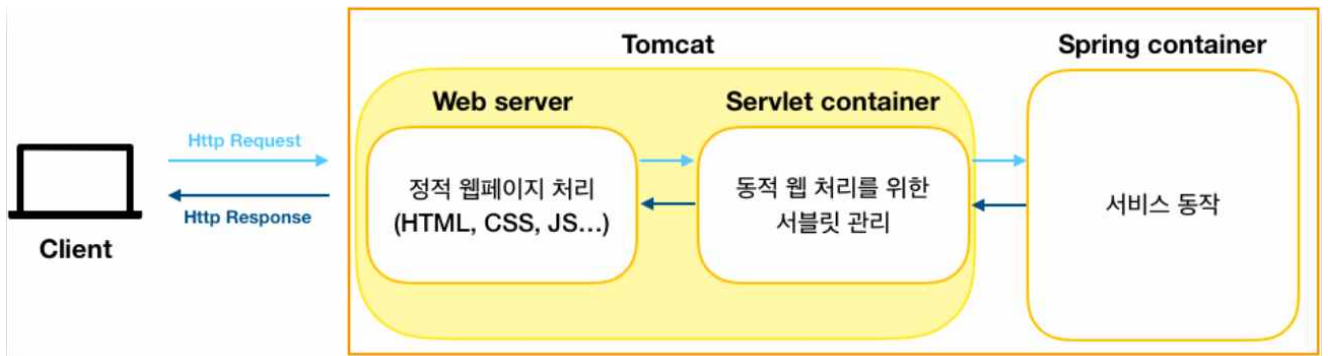 Tomcat
Spring container
Web server
Servlet container
Http Request
Http Response
Client
정적 웹페이지 처리
(HTML, CSS, JS...)
동적 웹 처리를 위한
서블릿 관리
서비스 동작